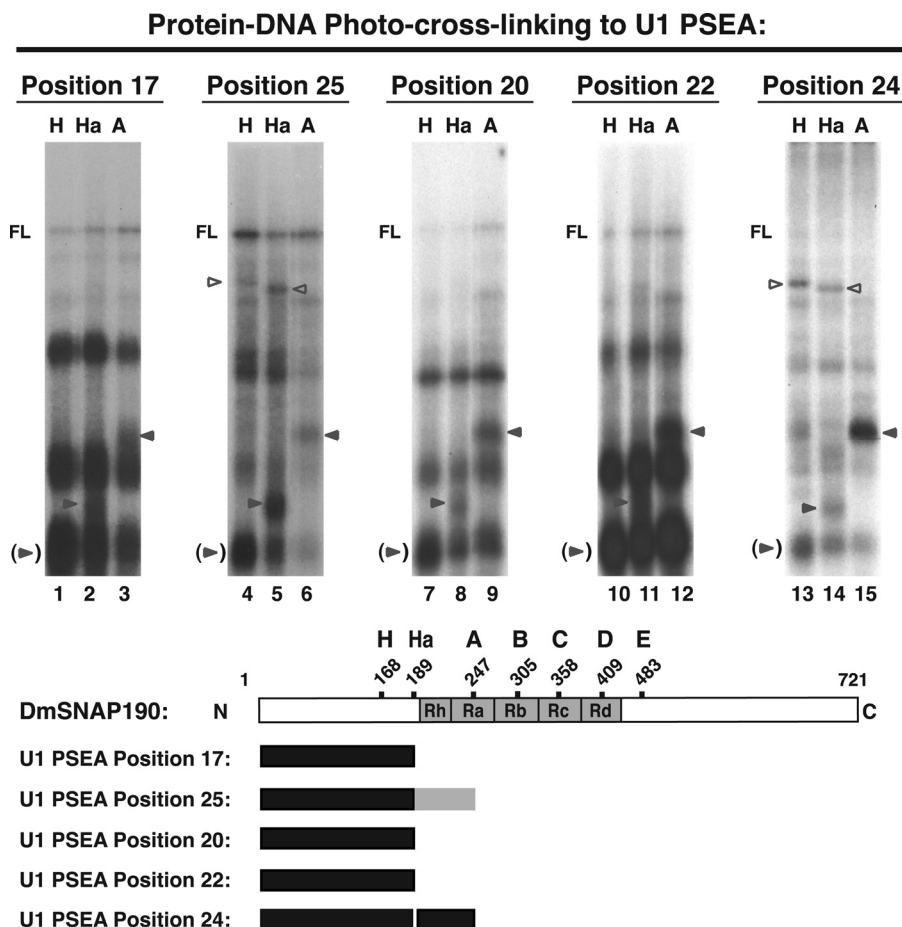 Protein-DNA Photo-cross-linking to U1 PSEA:
Position 17 Position 25 Position 20 Position 22 Position 24
H Ha A H Ha A H Ha A H Ha A H Ha A
FL FL FL FL FL
( ) ( ) ( ) ( ) ( )
1 2 3 4 5 6 7 8 9 10 11 12 13 14 15
H Ha A B C D E
1 168 189 247 305 358 409 483 721
DmSNAP190: N Rh Ra Rb Rc Rd C
U1 PSEA Position 17:
U1 PSEA Position 25:
U1 PSEA Position 20:
U1 PSEA Position 22:
U1 PSEA Position 24: